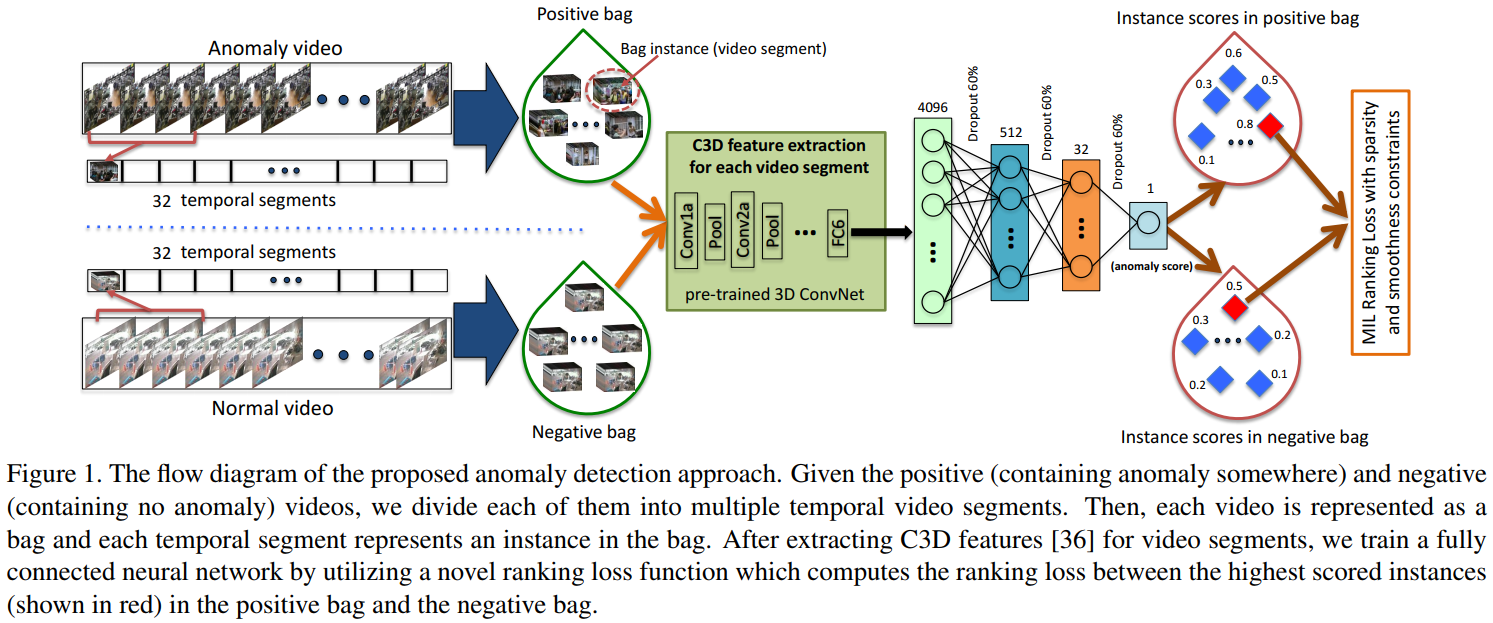 Anomaly video
32 temporal segments
32 temporal segments
Normal video
Positive bag
Bag instance (video segment)
Negative bag
C3D feature extraction
for each video segment
Conv1a
Pool
Conv2a
Pool
FC6
pre-trained 3D ConvNet
4096
Dropout 60%
512
Dropout 60%
32
Dropout 60%
1
(anomaly score)
Instance scores in positive bag
0.6
0.3
0.5
0.8
0.1
0.5
0.3
0.2
0.2
0.1
Instance scores in negative bag
MIL Ranking Loss with sparsity
and smoothness constraints
Figure 1. The flow diagram of the proposed anomaly detection approach. Given the positive (containing anomaly somewhere) and negative
(containing no anomaly) videos, we divide each of them into multiple temporal video segments. Then, each video is represented as a
bag and each temporal segment represents an instance in the bag. After extracting C3D features [36] for video segments, we train a fully
connected neural network by utilizing a novel ranking loss function which computes the ranking loss between the highest scored instances
(shown in red) in the positive bag and the negative bag.